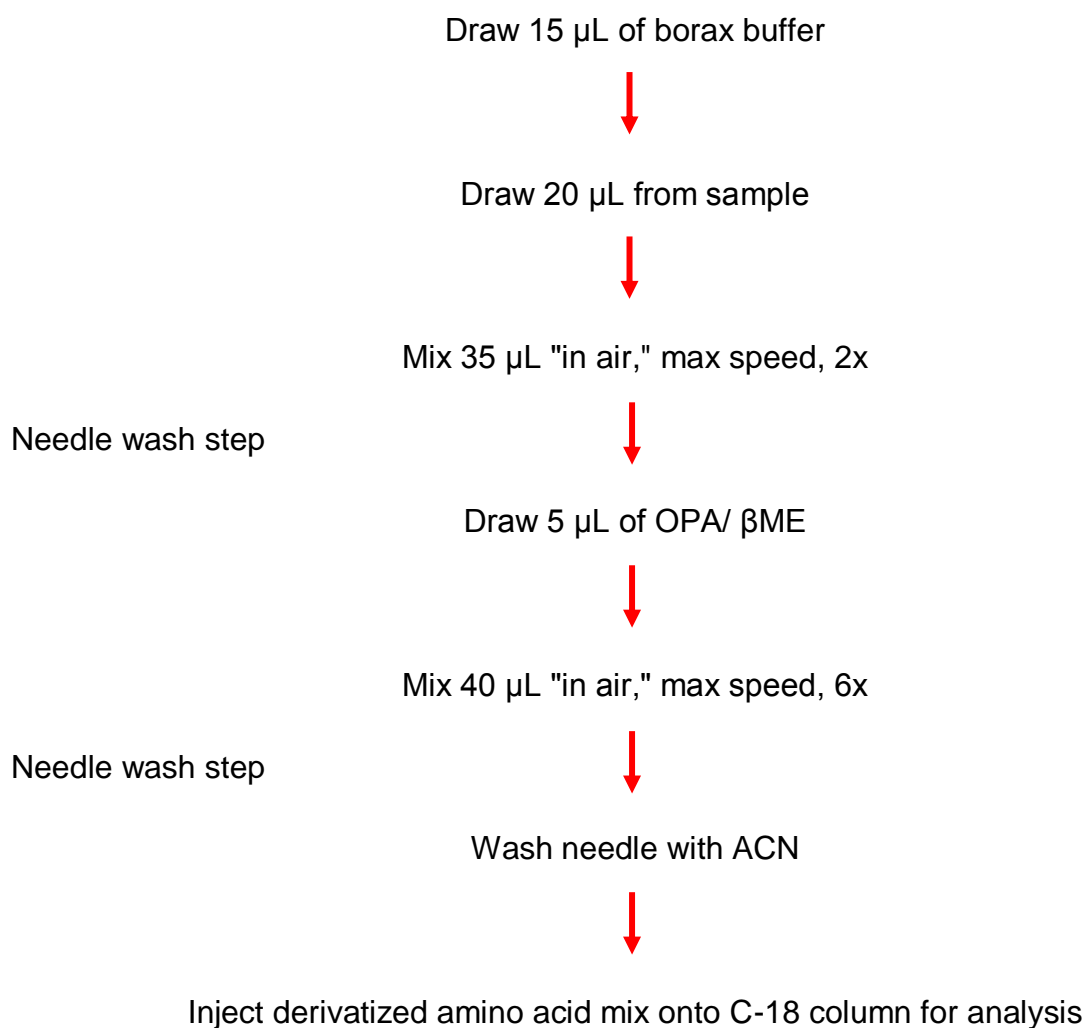 Draw 15 µL of borax buffer
Draw 20 µL from sample
Mix 35 µL "in air," max speed, 2x
Needle wash step
Draw 5 µL of OPA/ βME
Mix 40 µL "in air," max speed, 6x
Needle wash step
Wash needle with ACN
Inject derivatized amino acid mix onto C-18 column for analysis